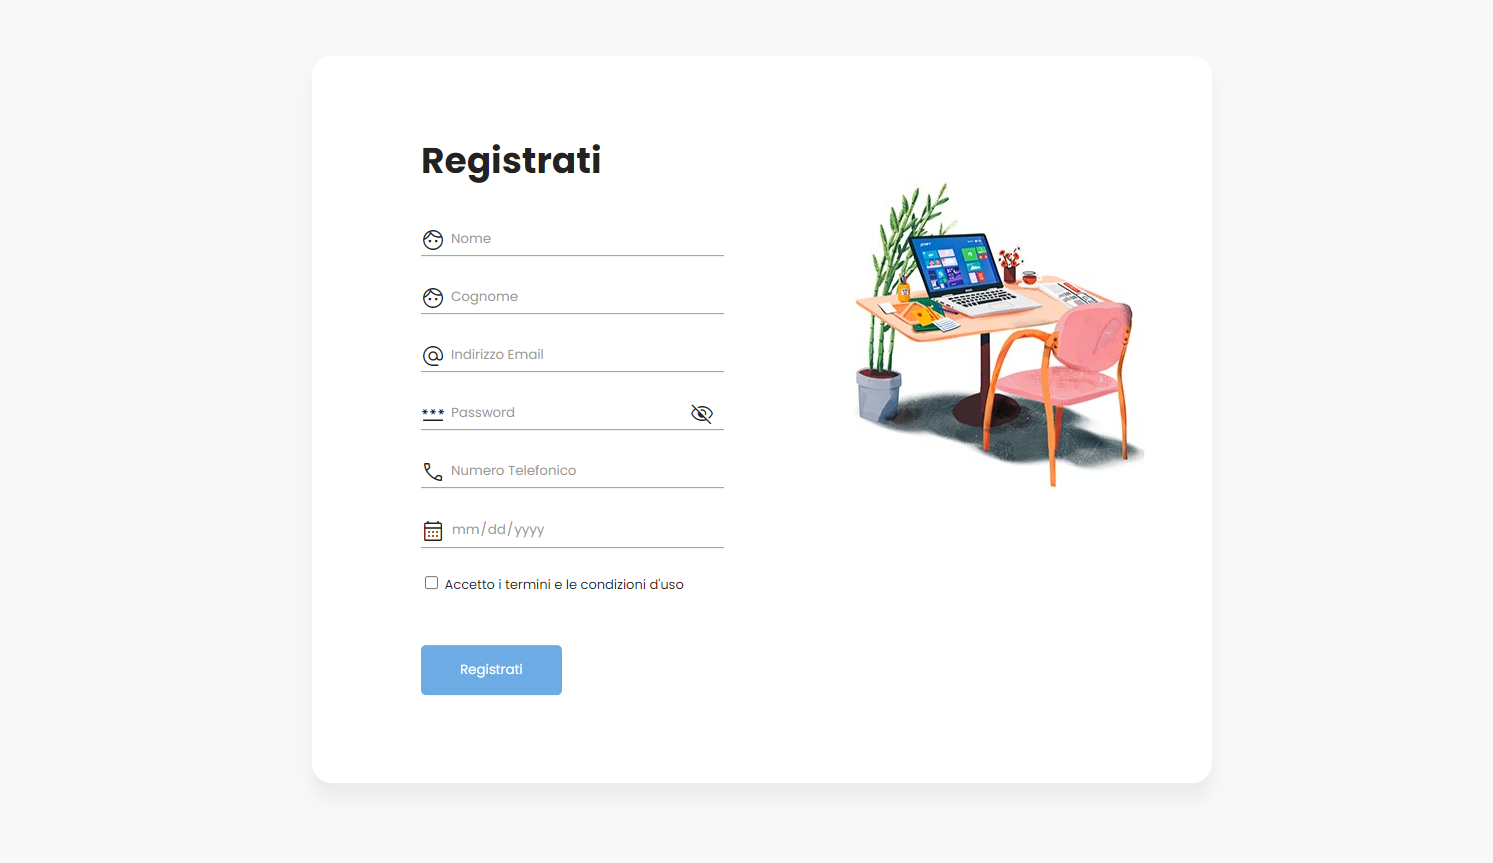 Registrati
Nome
Cognome
Indirizzo Email
Password
Numero Telefonico
mm/dd/yyyy
Accetto i termini e le condizioni d'uso
Registrati